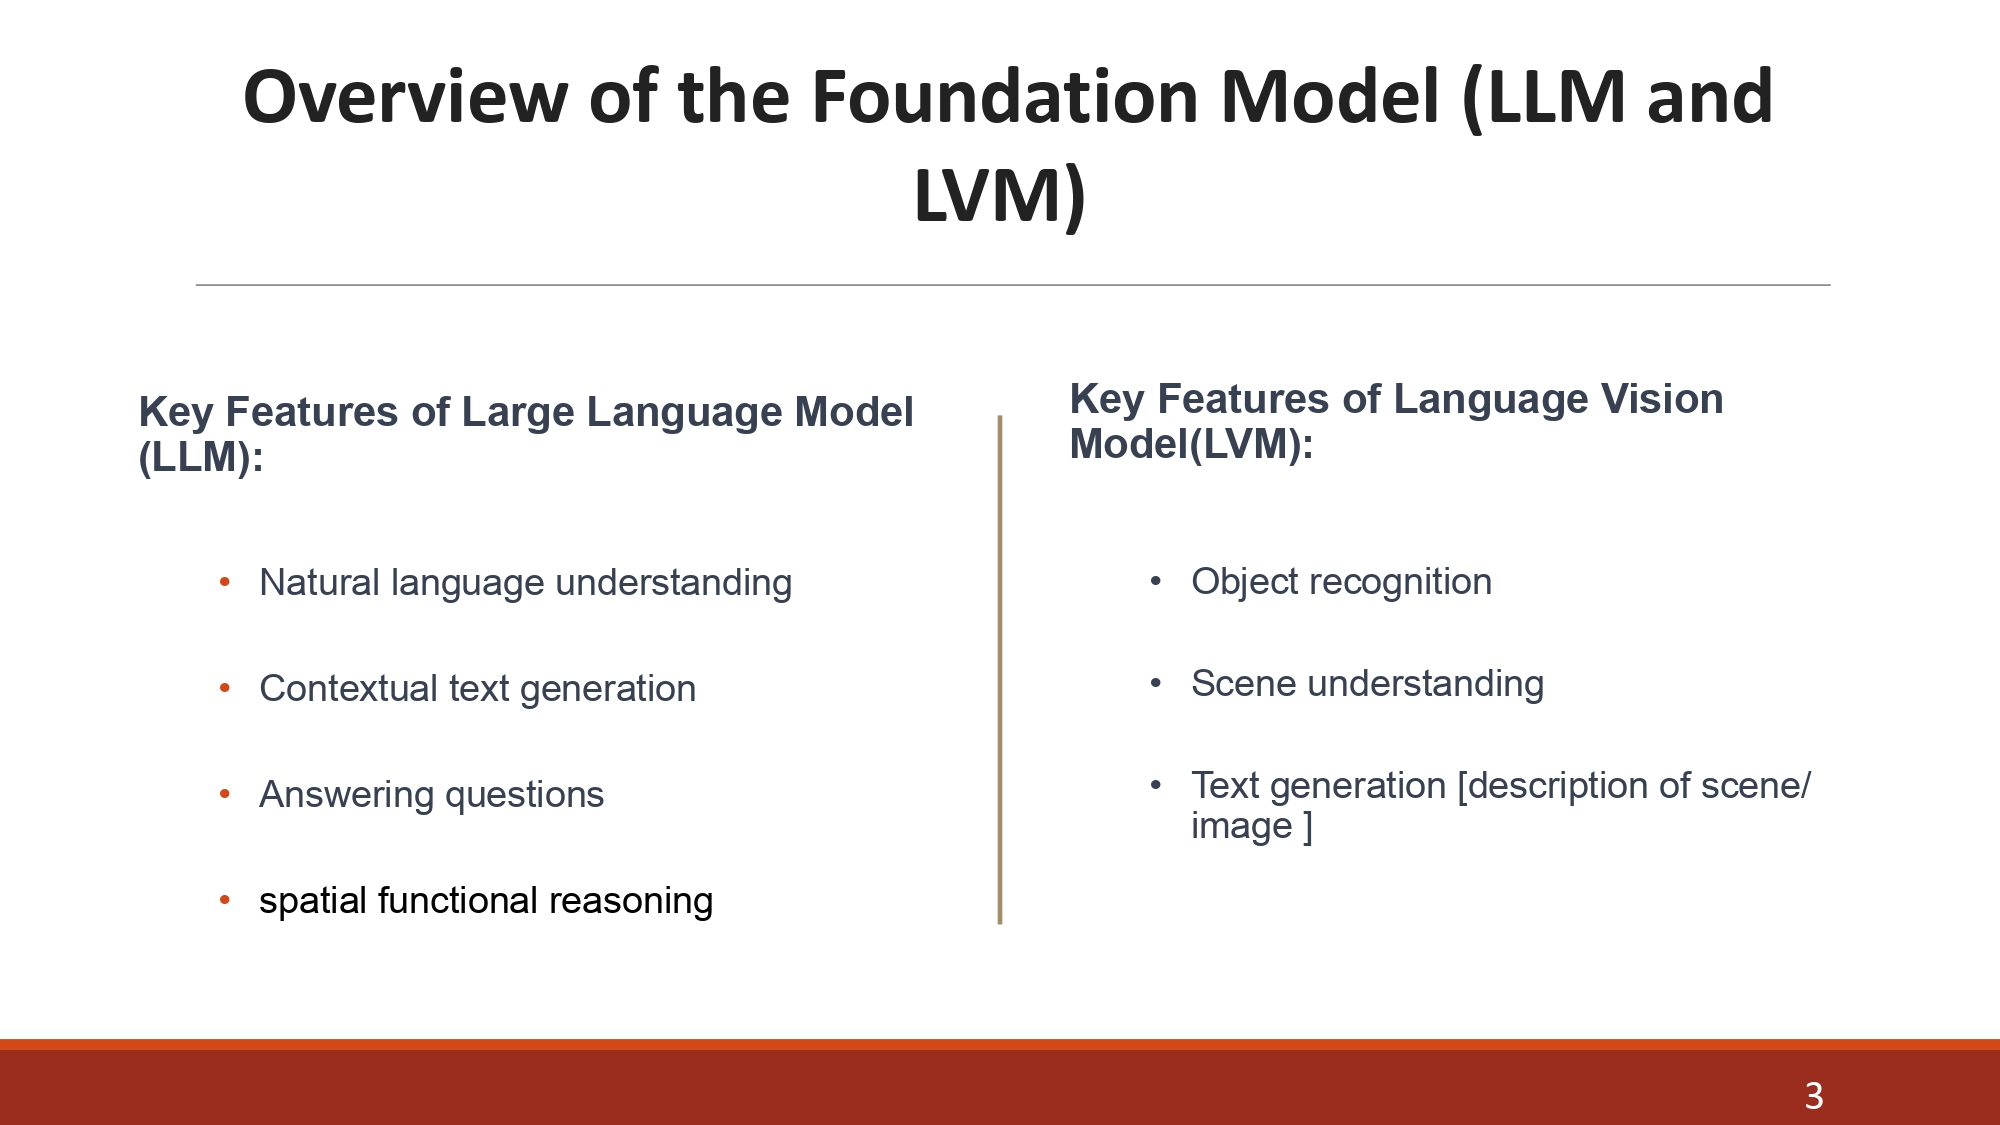 Overview of the Foundation Model (LLM and
LVM)
Key Features of Large Language Model
(LLM):
• Natural language understanding
• Contextual text generation
• Answering questions
• spatial functional reasoning
Key Features of Language Vision
Model(LVM):
• Object recognition
• Scene understanding
• Text generation [description of scene/
image ]
3